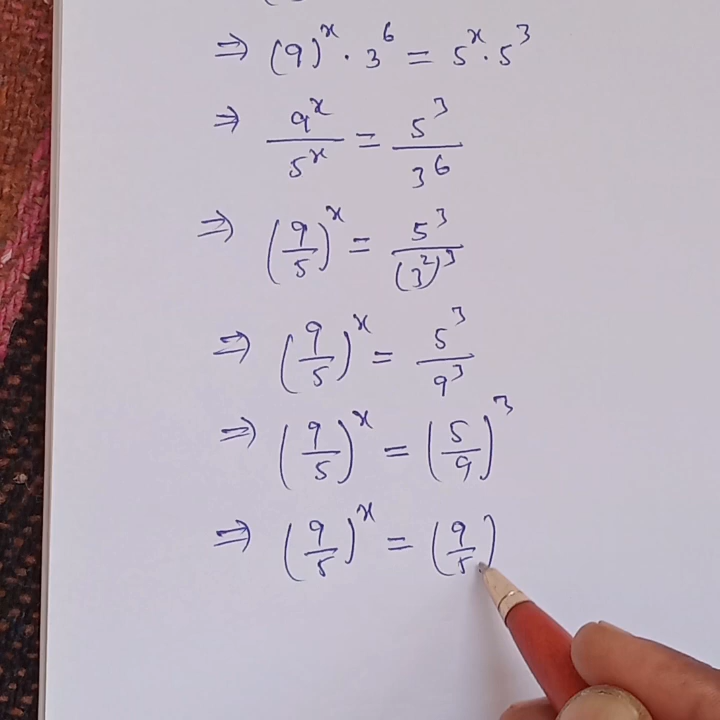 ⇒ (9)^x · 3^6 = 5^x · 5^3
⇒ 9^x / 5^x = 5^3 / 3^6
⇒ (9/5)^x = 5^3 / (3^2)^3
⇒ (9/5)^x = 5^3 / 9^3
⇒ (9/5)^x = (5/9)^3
⇒ (9/5)^x = (9/5)